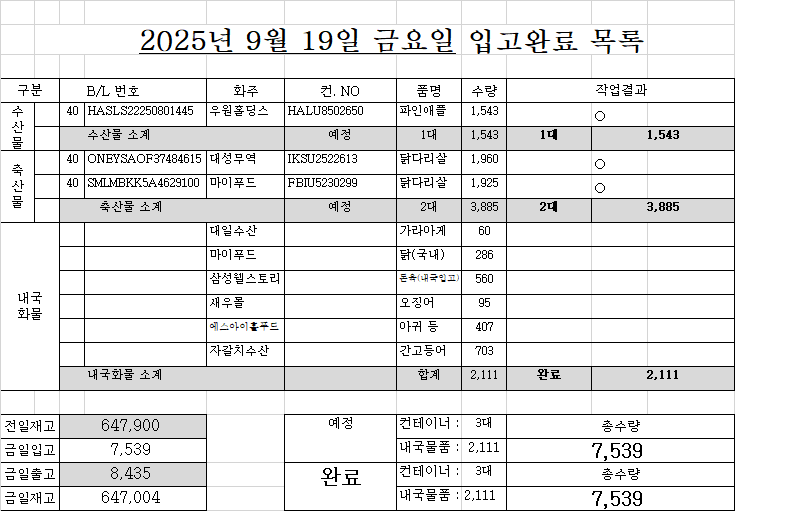 2025년 9월 19일 금요일 입고완료 목록
구분 B/L 번호 화주 컨. NO 품명 수량 작업결과
수산물 40 HASLS22250801445 우원홀딩스 HALU8502650 파인애플 1,543 ○
수산물 소계 예정 1대 1,543 1대 1,543
축산물 40 ONEYSAOF37484615 대성무역 IKSU2522613 닭다리살 1,960 ○
40 SMLMBKK5A4629100 마이푸드 FBIU5230299 닭다리살 1,925 ○
축산물 소계 예정 2대 3,885 2대 3,885
내국화물 대일수산 가라아게 60
마이푸드 닭(국내) 286
삼성웰스토리 돈육(내국입고) 560
새우몰 오징어 95
에스아이홀푸드 아귀 등 407
자갈치수산 간고등어 703
내국화물 소계 합계 2,111 완료 2,111
전일재고 647,900 예정 컨테이너 : 3대 총수량
금일입고 7,539 내국물품 : 2,111 7,539
금일출고 8,435 완료 컨테이너 : 3대 총수량
금일재고 647,004 내국물품 : 2,111 7,539